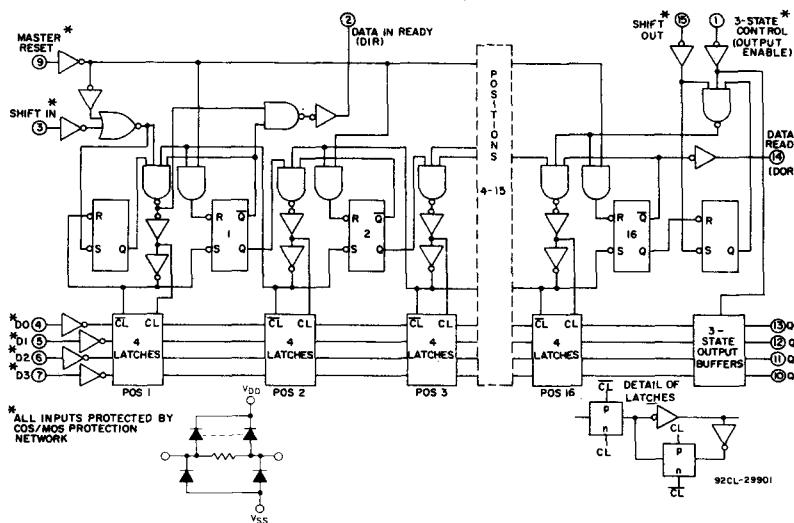 MASTER *
RESET
9
SHIFT IN *
3
2
DATA IN READY
(DIR)
SHIFT *
OUT
15
1
3-STATE *
CONTROL
(OUTPUT
ENABLE)
DATA
READ
14
(DOR
POSITIONS
4-15
R
S Q
R Q
1
S Q
R Q
2
S Q
R Q
16
S Q
R
S Q
*D0 4
*D1 5
*D2 6
*D3 7
CL CL
4
LATCHES
POS 1
CL CL
4
LATCHES
POS 2
CL CL
4
LATCHES
POS 3
CL CL
4
LATCHES
POS 16
3-
STATE
OUTPUT
BUFFERS
13 Q
12 Q
11 Q
10 Q
*ALL INPUTS PROTECTED BY
COS/MOS PROTECTION
NETWORK
VDD
VSS
DETAIL OF
LATCHES
CL
p
n
CL
CL
p
n
CL
92CL-29901